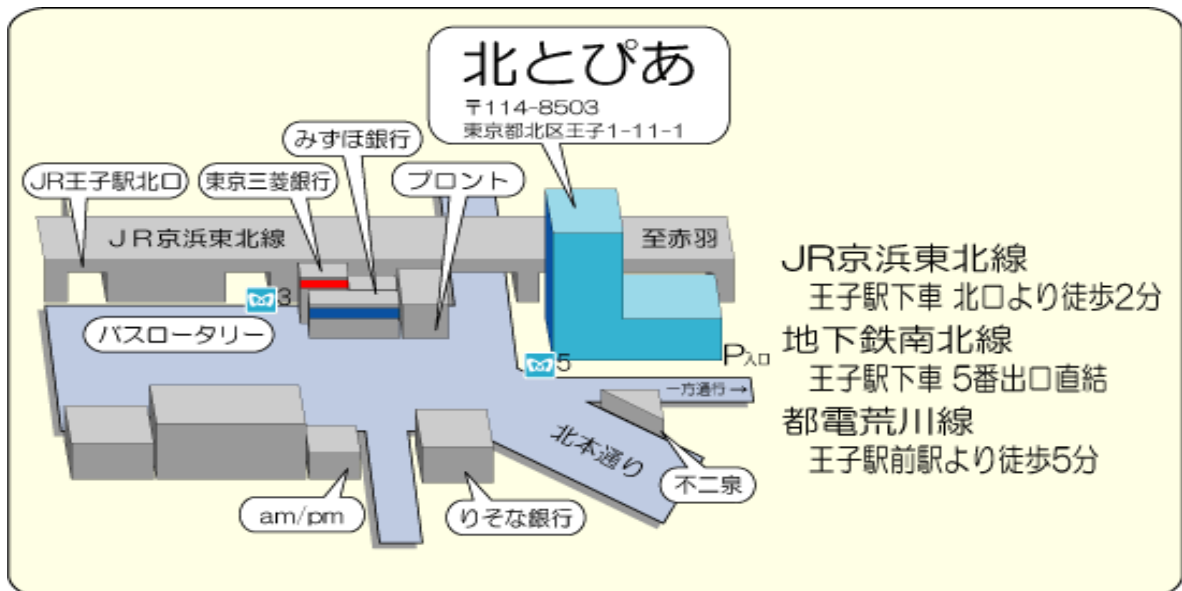 北とぴあ
〒114-8503
東京都北区王子1-11-1
みずほ銀行
JR王子駅北口
東京三菱銀行
プロント
JR京浜東北線
至赤羽
3
バスロータリー
5
P入口
一方通行→
北本通り
不二泉
am/pm
りそな銀行
JR京浜東北線
王子駅下車 北口より徒歩2分
地下鉄南北線
王子駅下車 5番出口直結
都電荒川線
王子駅前駅より徒歩5分